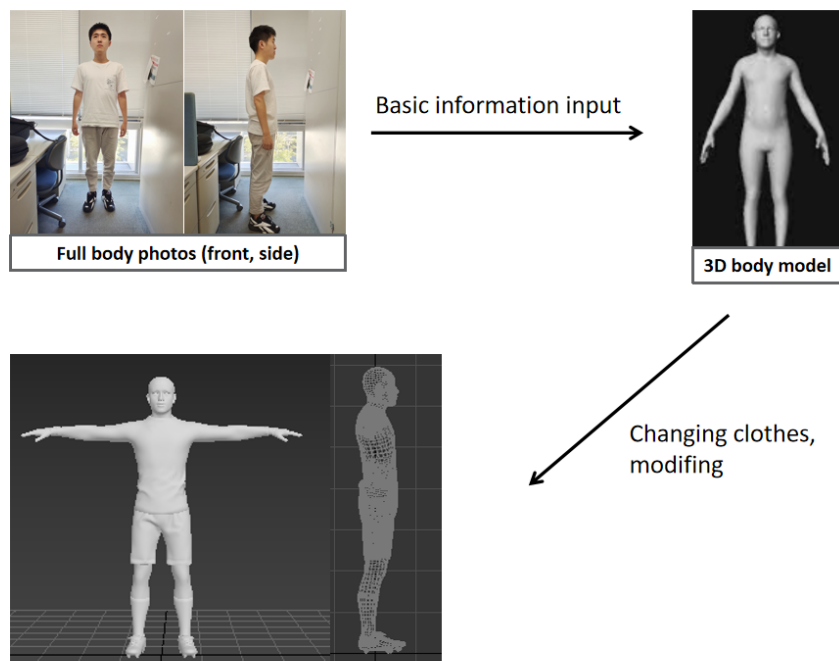 Basic information input
Full body photos (front, side)
3D body model
Changing clothes,
modifing